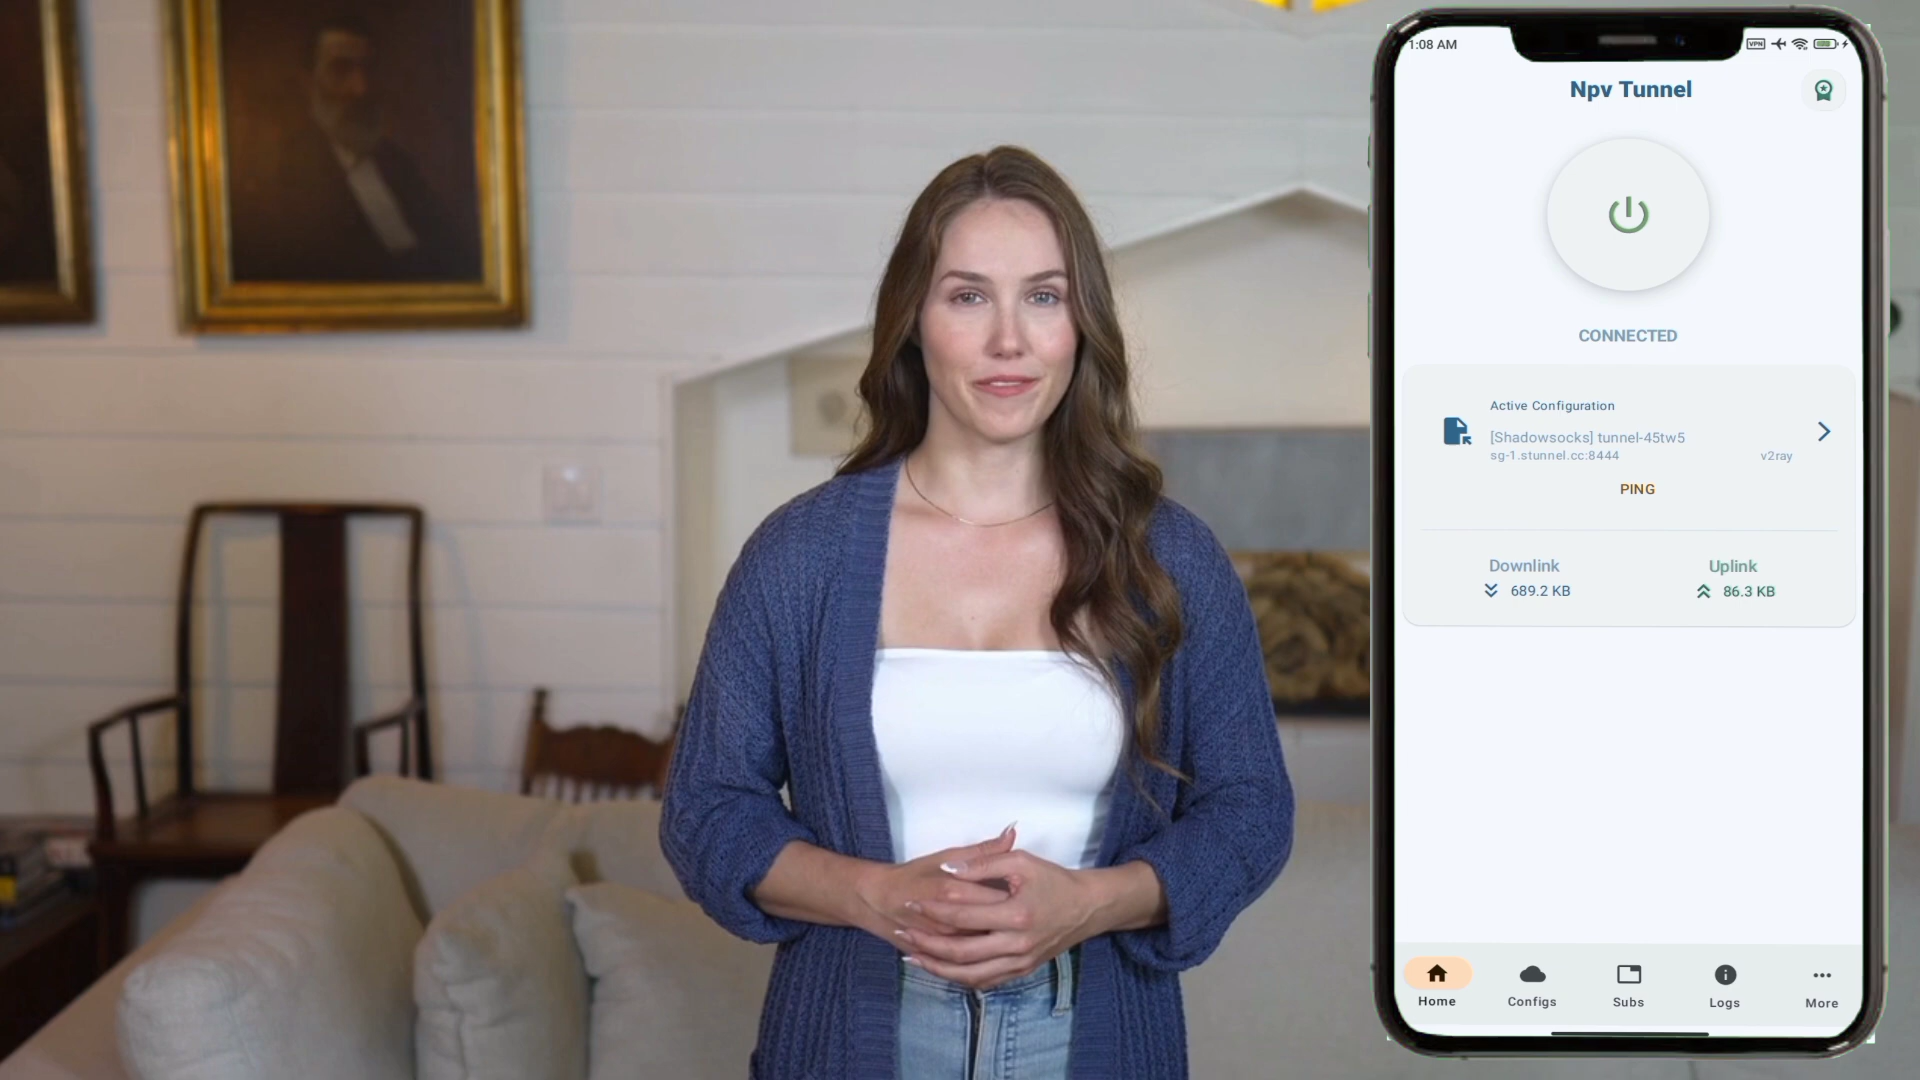 1:08 AM
VPN
Npv Tunnel
CONNECTED
Active Configuration
[Shadowsocks] tunnel-45tw5
sg-1.stunnel.cc:8444
v2ray
PING
Downlink
Uplink
689.2 KB
86.3 KB
Home
Configs
Subs
Logs
More